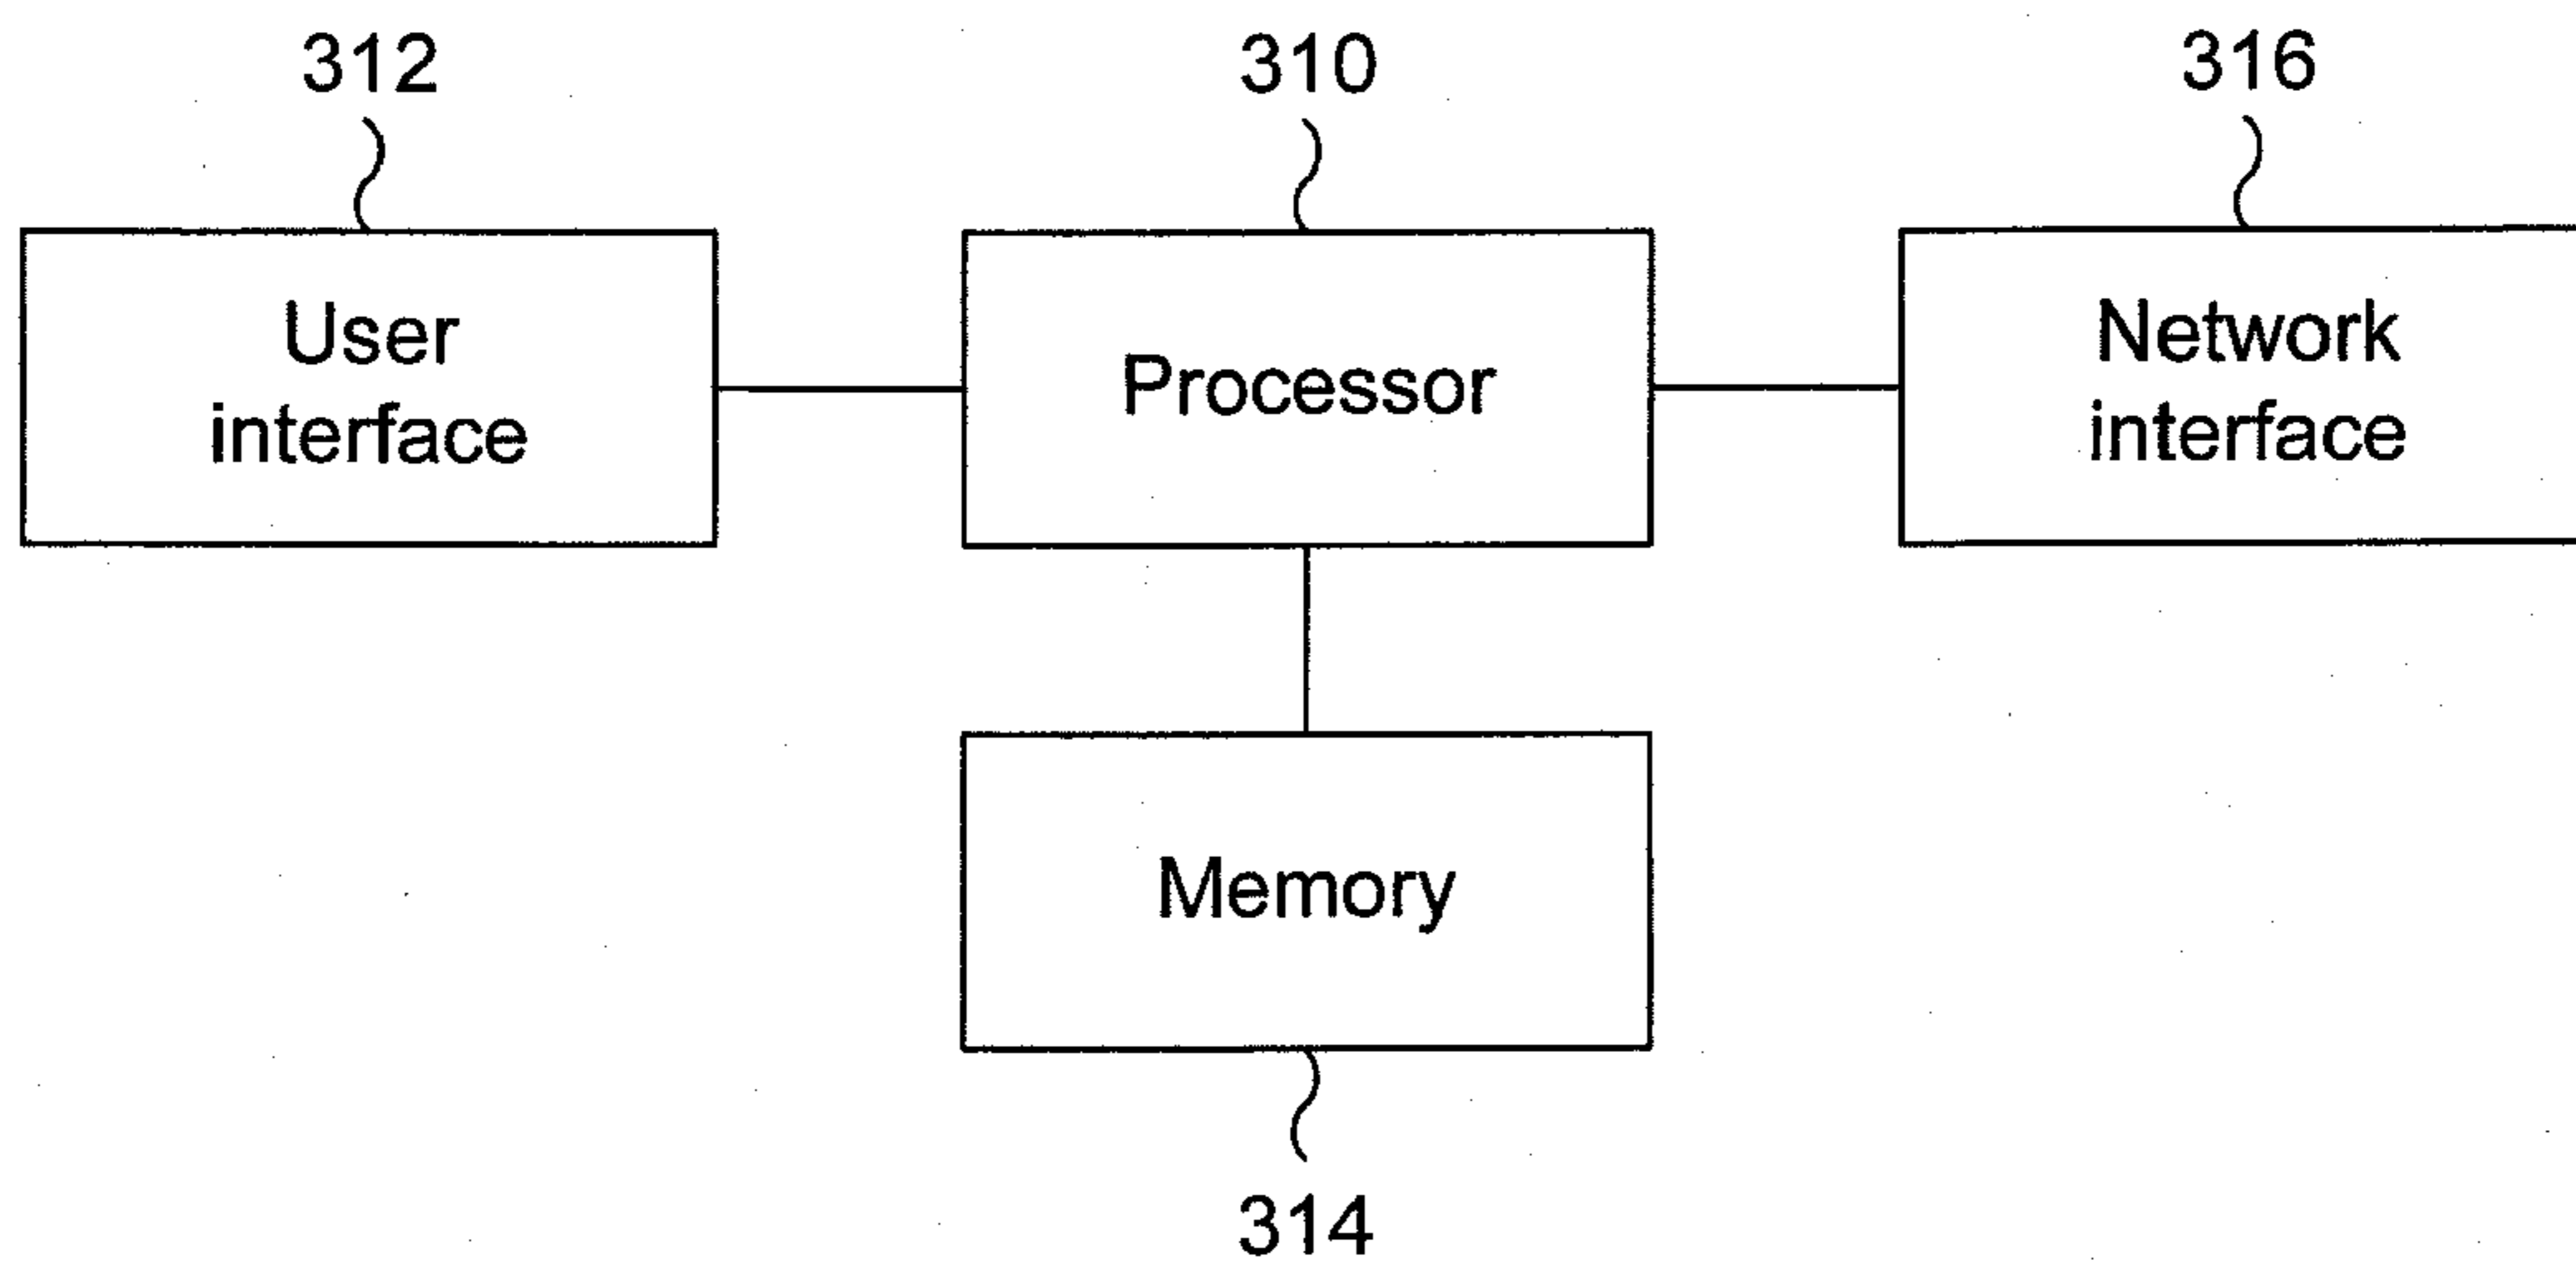 312
310
316
User
interface
Processor
Network
interface
Memory
314